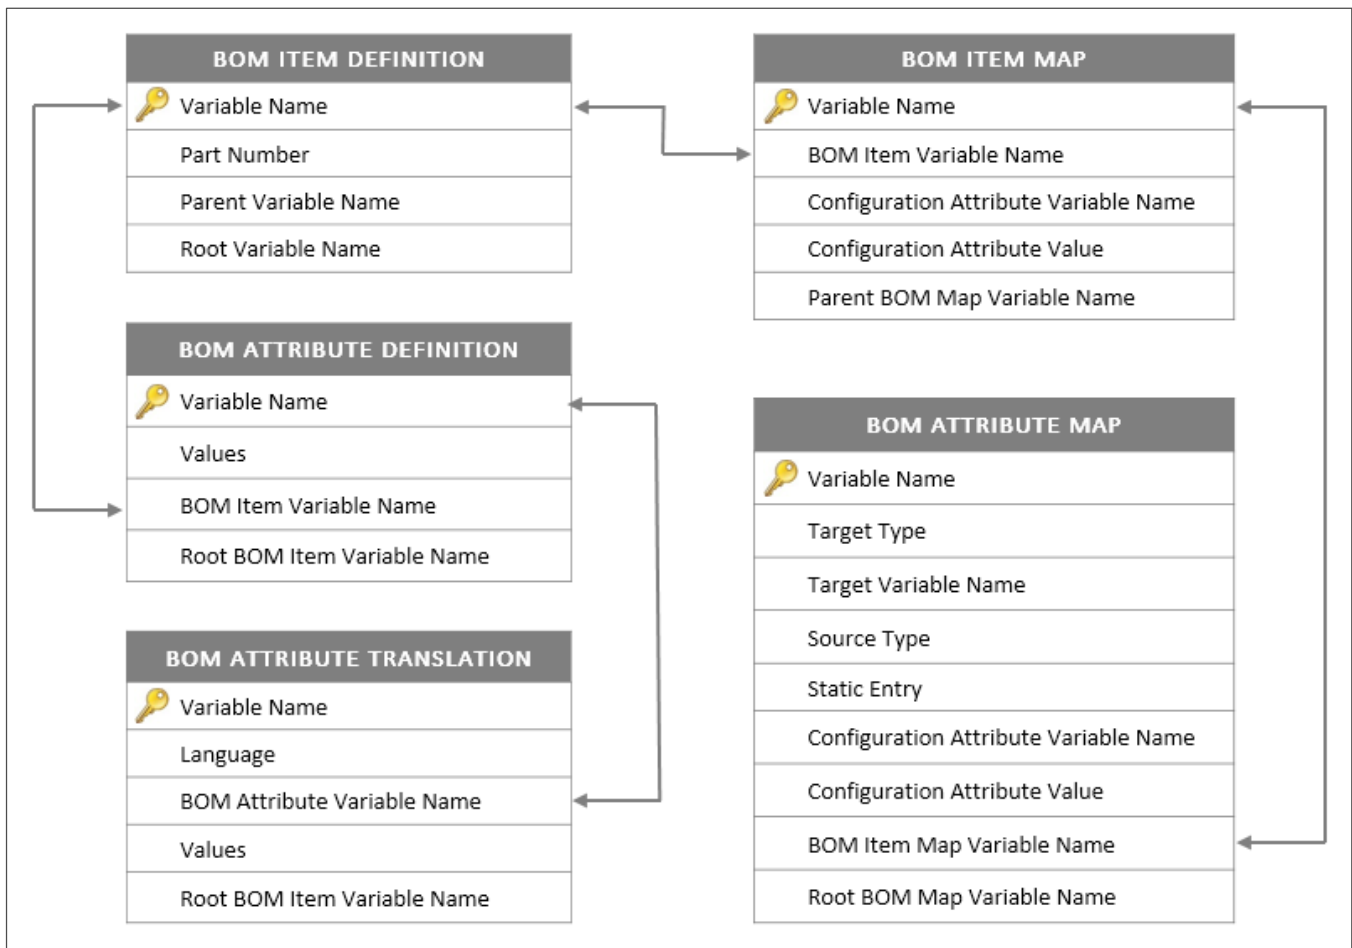 BOM ITEM DEFINITION
Variable Name
Part Number
Parent Variable Name
Root Variable Name
BOM ITEM MAP
Variable Name
BOM Item Variable Name
Configuration Attribute Variable Name
Configuration Attribute Value
Parent BOM Map Variable Name
BOM ATTRIBUTE DEFINITION
Variable Name
Values
BOM Item Variable Name
Root BOM Item Variable Name
BOM ATTRIBUTE MAP
Variable Name
Target Type
Target Variable Name
Source Type
Static Entry
Configuration Attribute Variable Name
Configuration Attribute Value
BOM Item Map Variable Name
Root BOM Map Variable Name
BOM ATTRIBUTE TRANSLATION
Variable Name
Language
BOM Attribute Variable Name
Values
Root BOM Item Variable Name